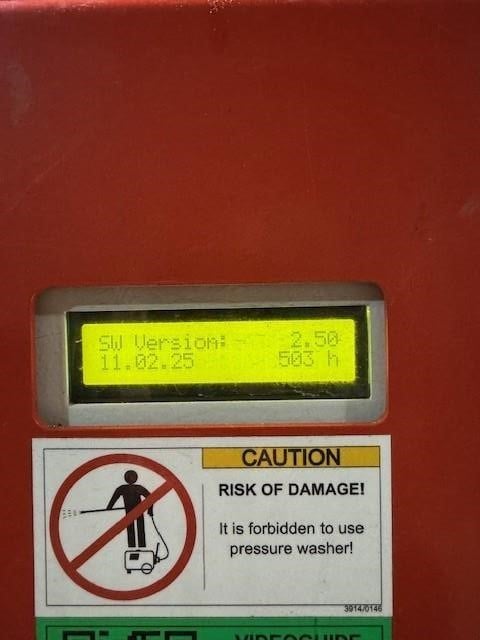 SW Version: 2.50
11.02.25 503 h
CAUTION
RISK OF DAMAGE!
It is forbidden to use
pressure washer!
3914/0146
VIDEOGUIDE